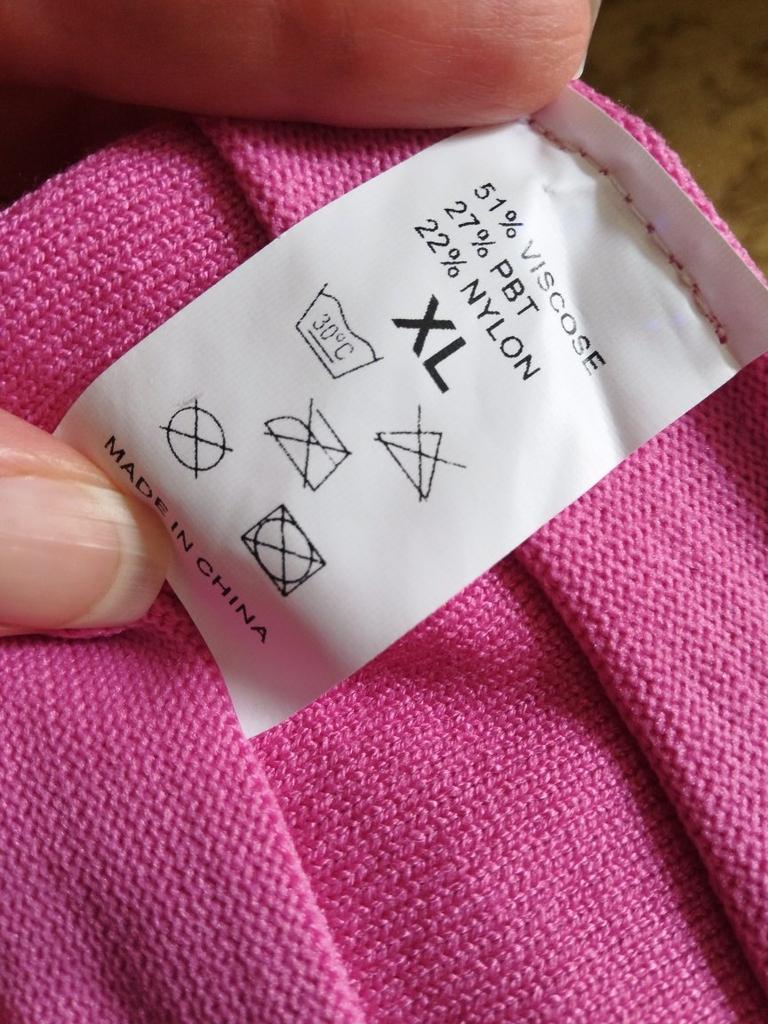 51% VISCOSE
27% PBT
22% NYLON
XL
30°C
MADE IN CHINA